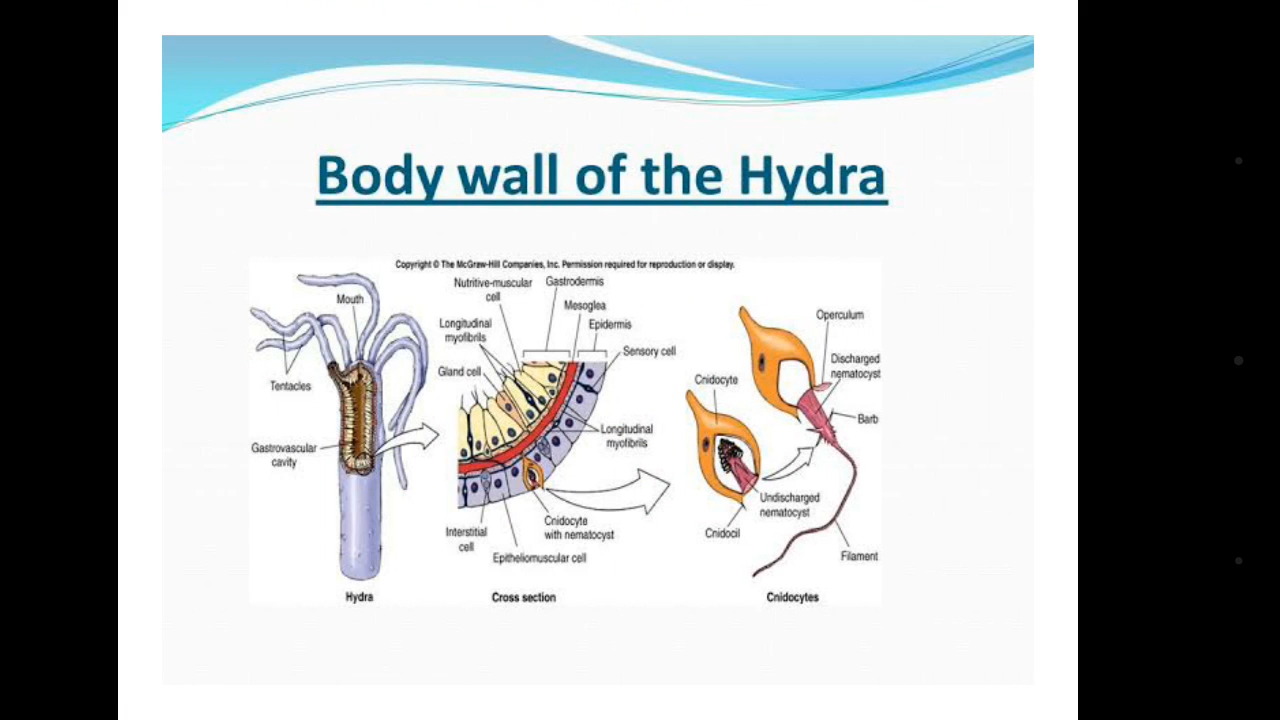 Body wall of the Hydra
Copyright © The McGraw-Hill Companies, Inc. Permission required for reproduction or display.
Mouth
Tentacles
Gastrovascular
cavity
Hydra
Nutritive-muscular
cell
Gastrodermis
Mesoglea
Longitudinal
myofibrils
Epidermis
Sensory cell
Gland cell
Longitudinal
myofibrils
Interstitial
cell
Cnidocyte
with nematocyst
Epitheliomuscular cell
Cross section
Operculum
Discharged
nematocyst
Cnidocyte
Barb
Undischarged
nematocyst
Cnidocil
Filament
Cnidocytes